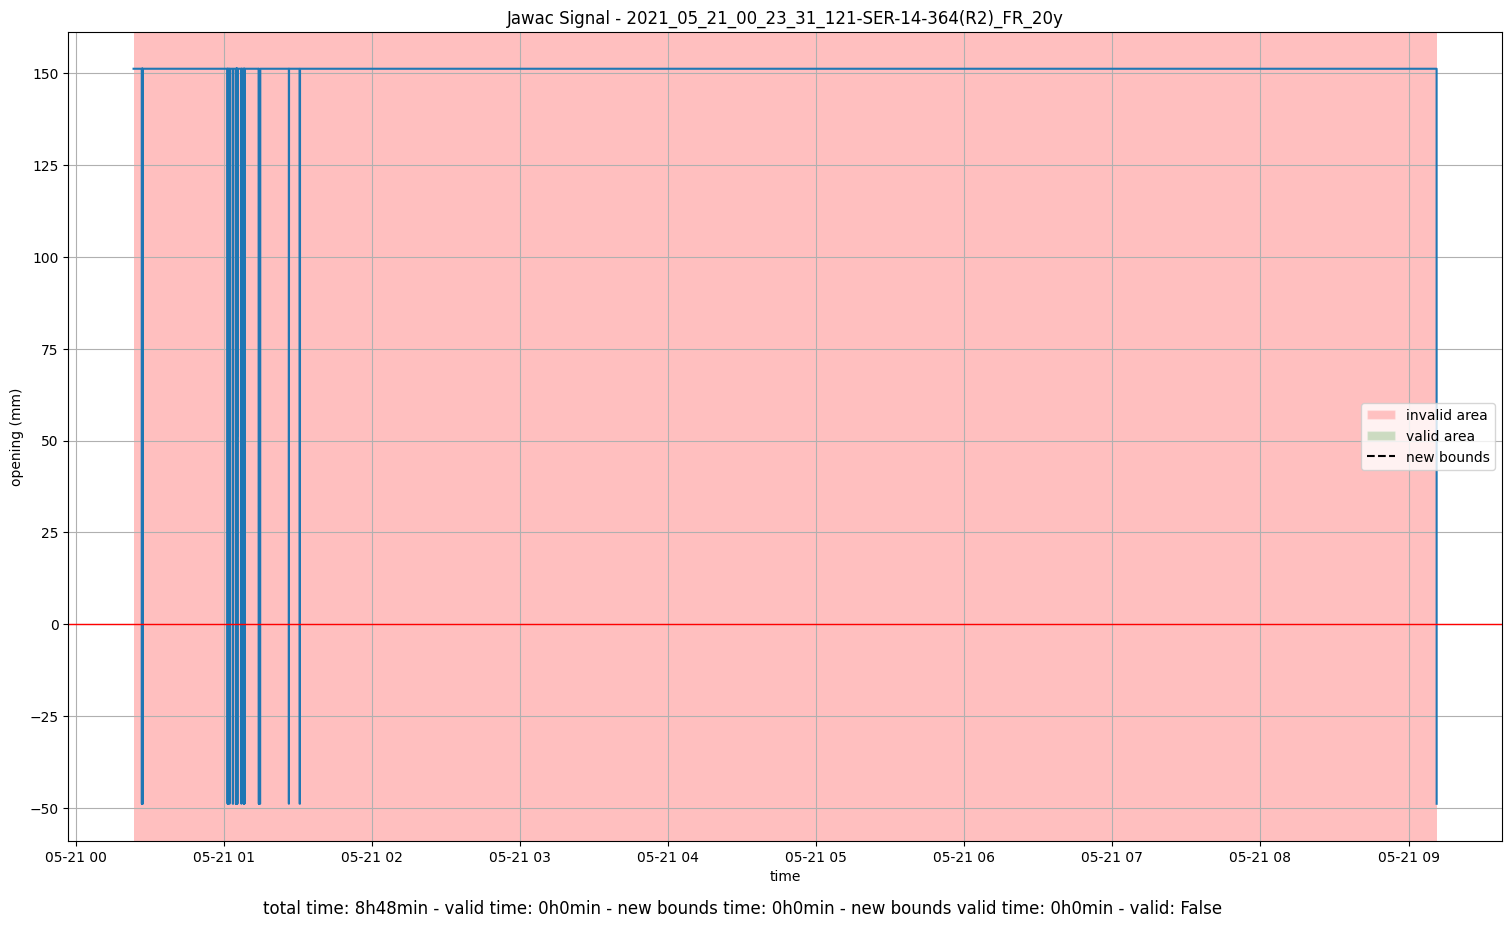 Jawac Signal - 2021_05_21_00_23_31_121-SER-14-364(R2)_FR_20y
150
125
100
75
50
25
0
−25
−50
opening (mm)
invalid area
valid area
new bounds
05-21 00 05-21 01 05-21 02 05-21 03 05-21 04 05-21 05 05-21 06 05-21 07 05-21 08 05-21 09
time
total time: 8h48min - valid time: 0h0min - new bounds time: 0h0min - new bounds valid time: 0h0min - valid: False